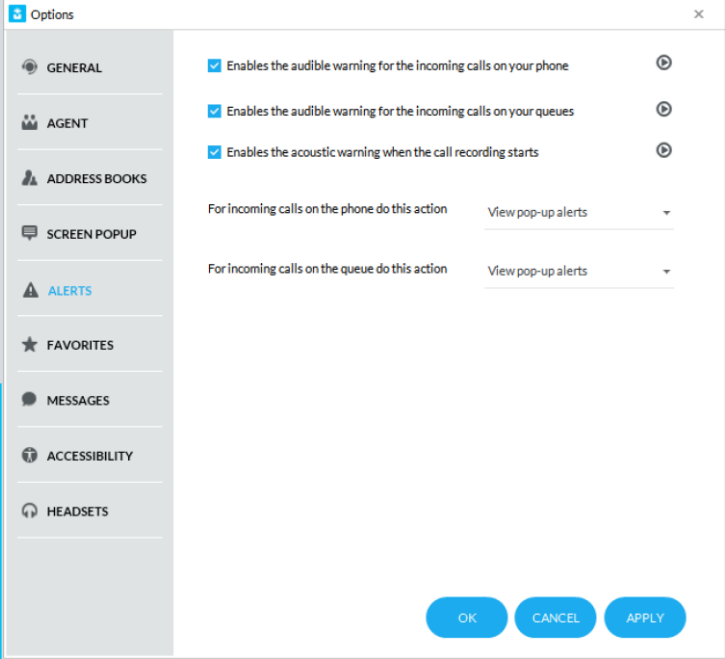 Options
GENERAL
AGENT
ADDRESS BOOKS
SCREEN POPUP
ALERTS
FAVORITES
MESSAGES
ACCESSIBILITY
HEADSETS
Enables the audible warning for the incoming calls on your phone
Enables the audible warning for the incoming calls on your queues
Enables the acoustic warning when the call recording starts
For incoming calls on the phone do this action
View pop-up alerts
For incoming calls on the queue do this action
View pop-up alerts
OK
CANCEL
APPLY